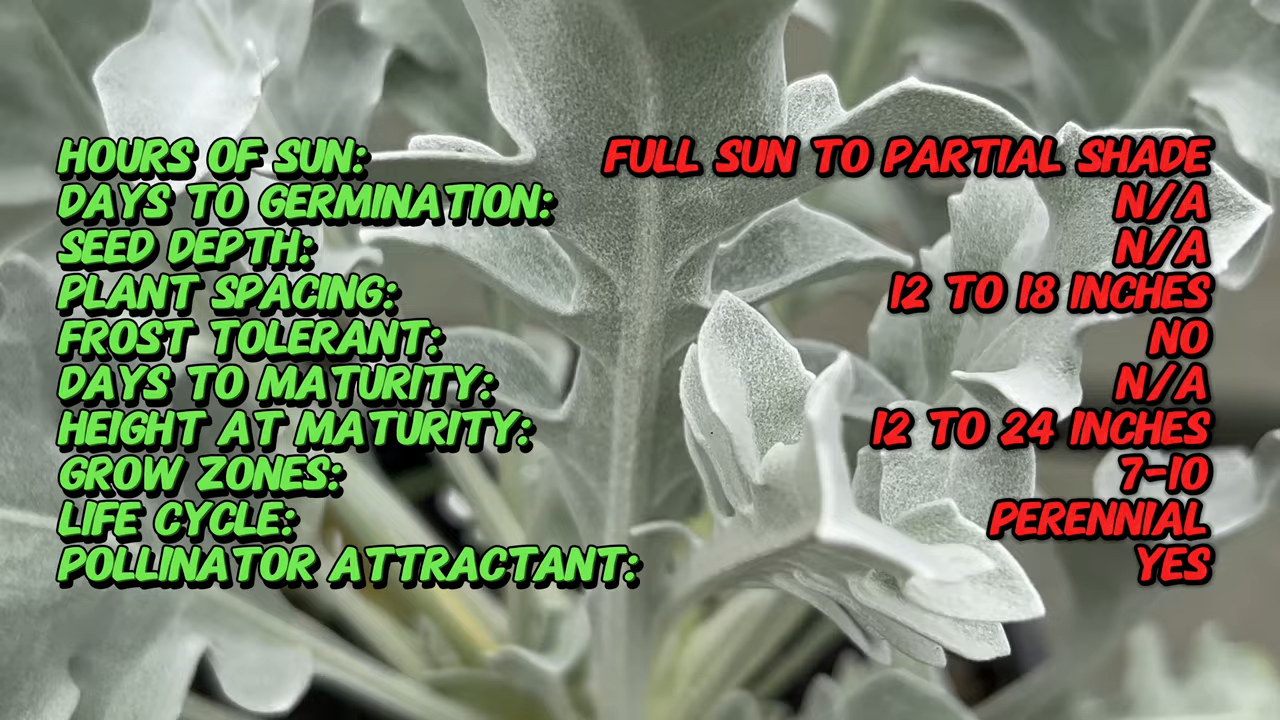 HOURS OF SUN: FULL SUN TO PARTIAL SHADE
DAYS TO GERMINATION: N/A
SEED DEPTH: N/A
PLANT SPACING: 12 TO 18 INCHES
FROST TOLERANT: NO
DAYS TO MATURITY: N/A
HEIGHT AT MATURITY: 12 TO 24 INCHES
GROW ZONES: 7-10
LIFE CYCLE: PERENNIAL
POLLINATOR ATTRACTANT: YES